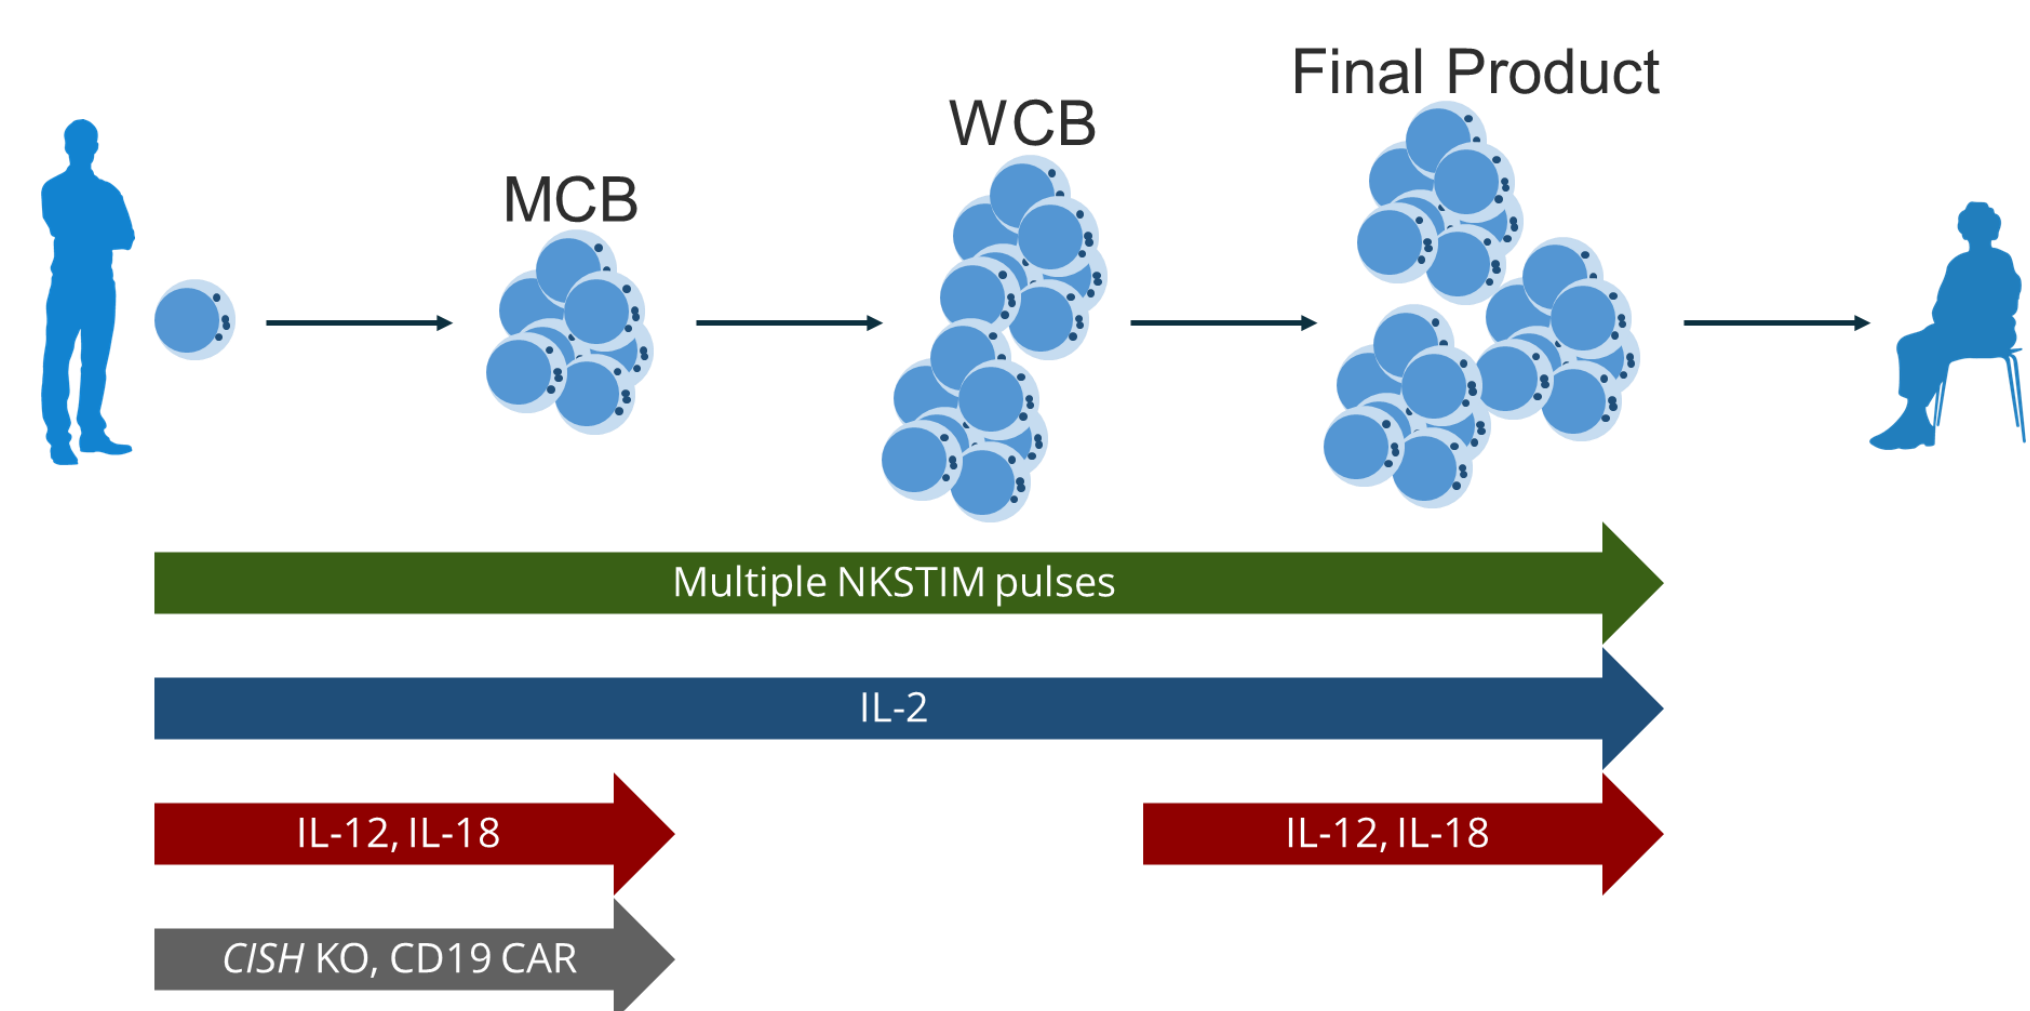 Final Product
WCB
MCB
Multiple NKSTIM pulses
IL-2
IL-12, IL-18
IL-12, IL-18
CISH KO, CD19 CAR